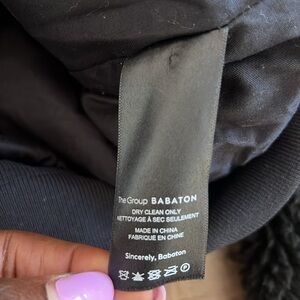 The Group BABATON
DRY CLEAN ONLY
NETTOYAGE À SEC SEULEMENT
MADE IN CHINA
FABRIQUÉ EN CHINE
Sincerely, Babaton